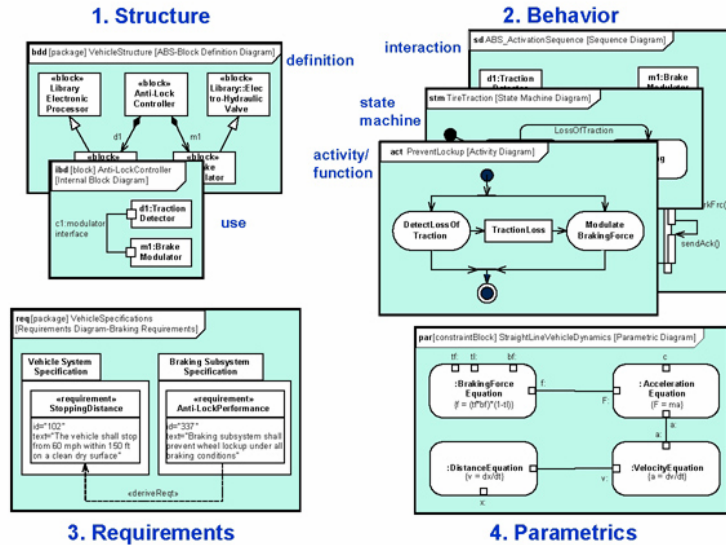 1. Structure
bdd [package] VehicleStructure [ABS-Block Definition Diagram]
definition
«block»
Library
Electronic
Processor
«block»
Anti-Lock
Controller
«block»
Library::Elec
tro-Hydraulic
Valve
d1
m1
«block»
«block»
ibd [block] Anti-LockController
[Internal Block Diagram]
use
c1:modulator
interface
d1:Traction
Detector
m1:Brake
Modulator
2. Behavior
interaction
sd ABS_ActivationSequence [Sequence Diagram]
d1:Traction
m1:Brake
state
machine
stm TireTraction [State Machine Diagram]
LossOfTraction
activity/
function
act PreventLockup [Activity Diagram]
DetectLossOf
Traction
TractionLoss
Modulate
BrakingForce
sendAck()
req [package] VehicleSpecifications
[Requirements Diagram-Braking Requirements]
Vehicle System
Specification
«requirement»
StoppingDistance
id="102"
text="The vehicle shall stop
from 60 mph within 150 ft
on a clean dry surface"
Braking Subsystem
Specification
«requirement»
Anti-LockPerformance
id="337"
text="Braking subsystem shall
prevent wheel lockup under all
braking conditions"
«deriveReqt»
3. Requirements
par [constraintBlock] StraightLineVehicleDynamics [Parametric Diagram]
tf:
tl:
bf:
:BrakingForce
Equation
{f = (tf*bf)*(1-tl)}
f:
F:
c
: Acceleration
Equation
{F = ma}
a:
a:
:DistanceEquation
{v = dx/dt}
v:
:VelocityEquation
{a = dv/dt}
x:
4. Parametrics